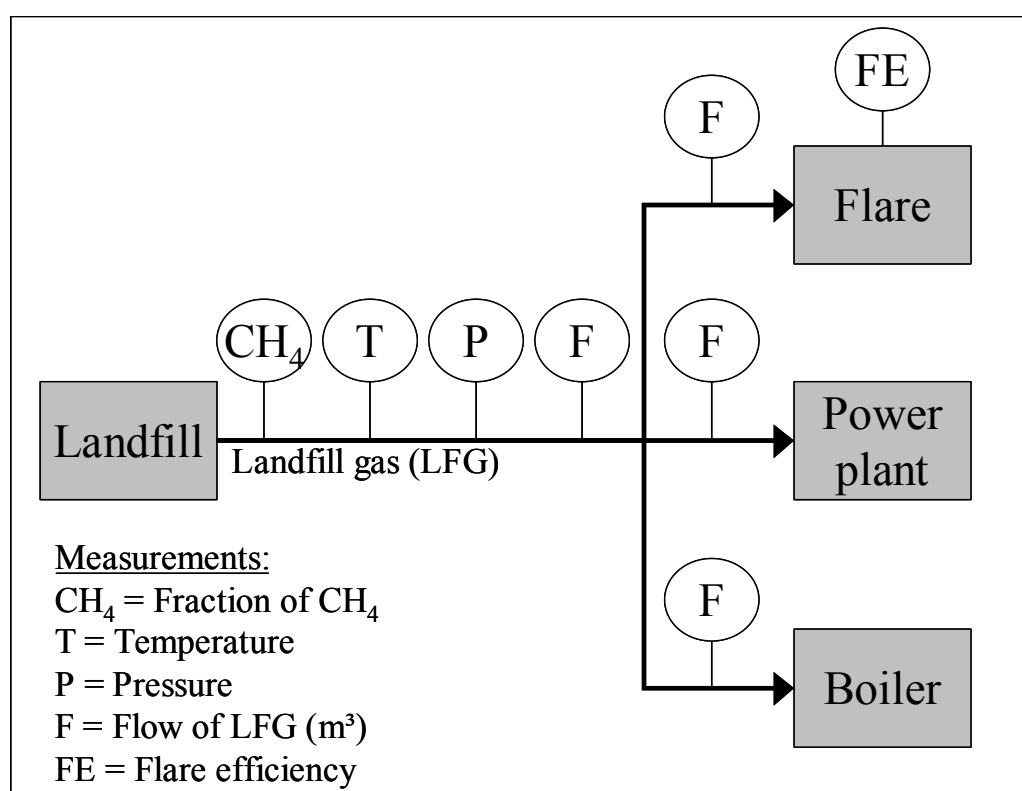 FE
F
Flare
CH₄
T
P
F
F
Landfill
Landfill gas (LFG)
Power
plant
F
Boiler
Measurements:
CH₄ = Fraction of CH₄
T = Temperature
P = Pressure
F = Flow of LFG (m³)
FE = Flare efficiency